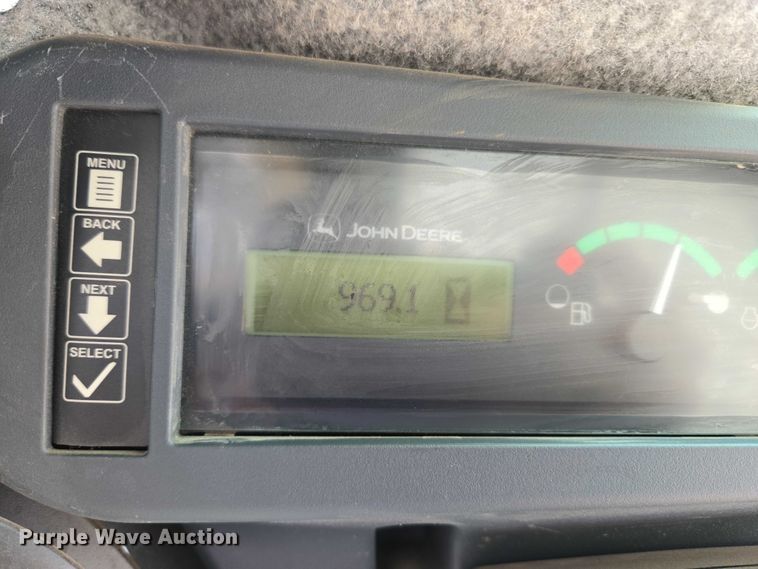 MENU
BACK
NEXT
SELECT
JOHN DEERE
969.1
Purple Wave Auction®